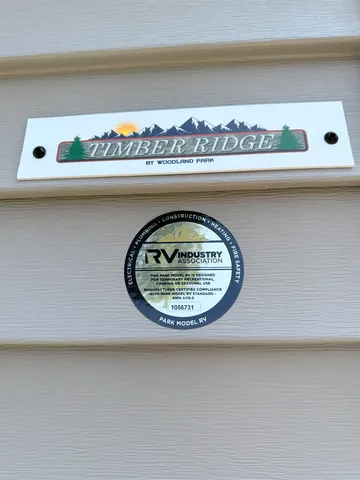 TIMBER RIDGE
BY WOODLAND PARK
ELECTRICAL • PLUMBING • CONSTRUCTION • HEATING • FIRE SAFETY
RV INDUSTRY
ASSOCIATION
THIS PARK MODEL RV IS DESIGNED
FOR TEMPORARY RECREATIONAL,
CAMPING OR SEASONAL USE
MANUFACTURER CERTIFIES COMPLIANCE
WITH PARK MODEL RV STANDARD -
ANSI A119.5
1056731
PARK MODEL RV